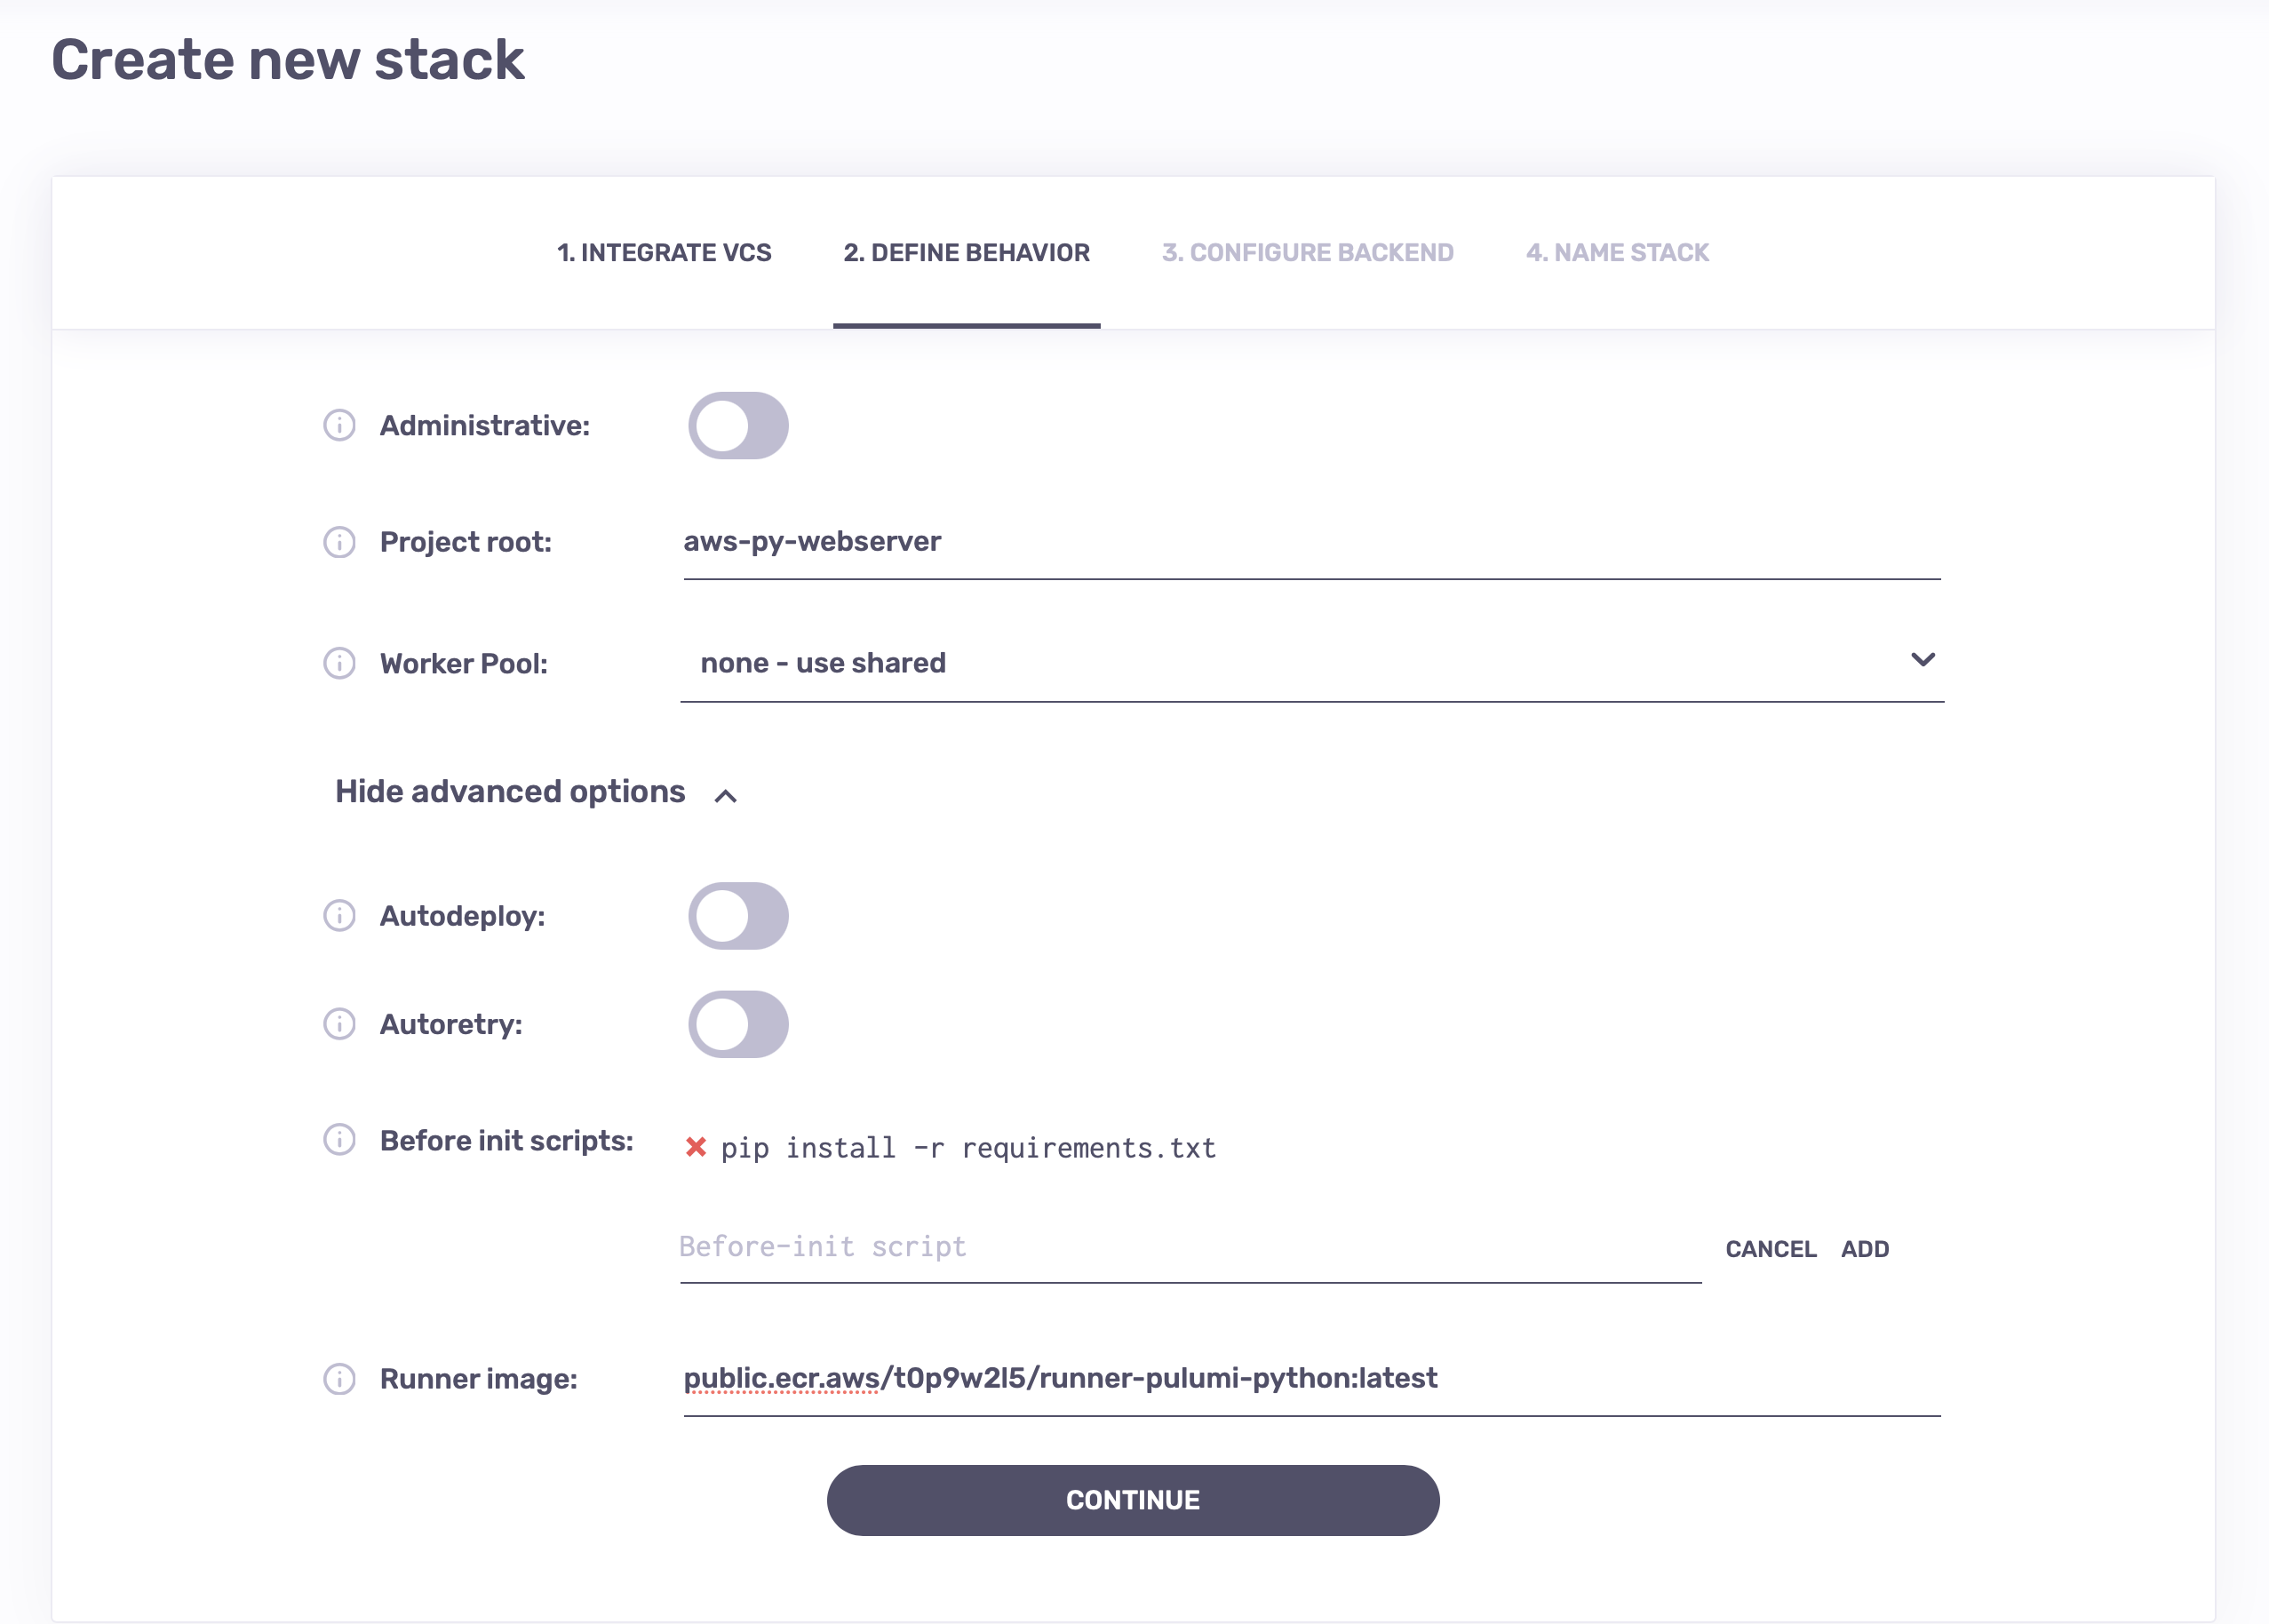 Create new stack
1. INTEGRATE VCS 2. DEFINE BEHAVIOR 3. CONFIGURE BACKEND 4. NAME STACK
Administrative:
Project root: aws-py-webserver
Worker Pool: none - use shared
Hide advanced options
Autodeploy:
Autoretry:
Before init scripts: pip install -r requirements.txt
Before-init script CANCEL ADD
Runner image: public.ecr.aws/t0p9w2l5/runner-pulumi-python:latest
CONTINUE